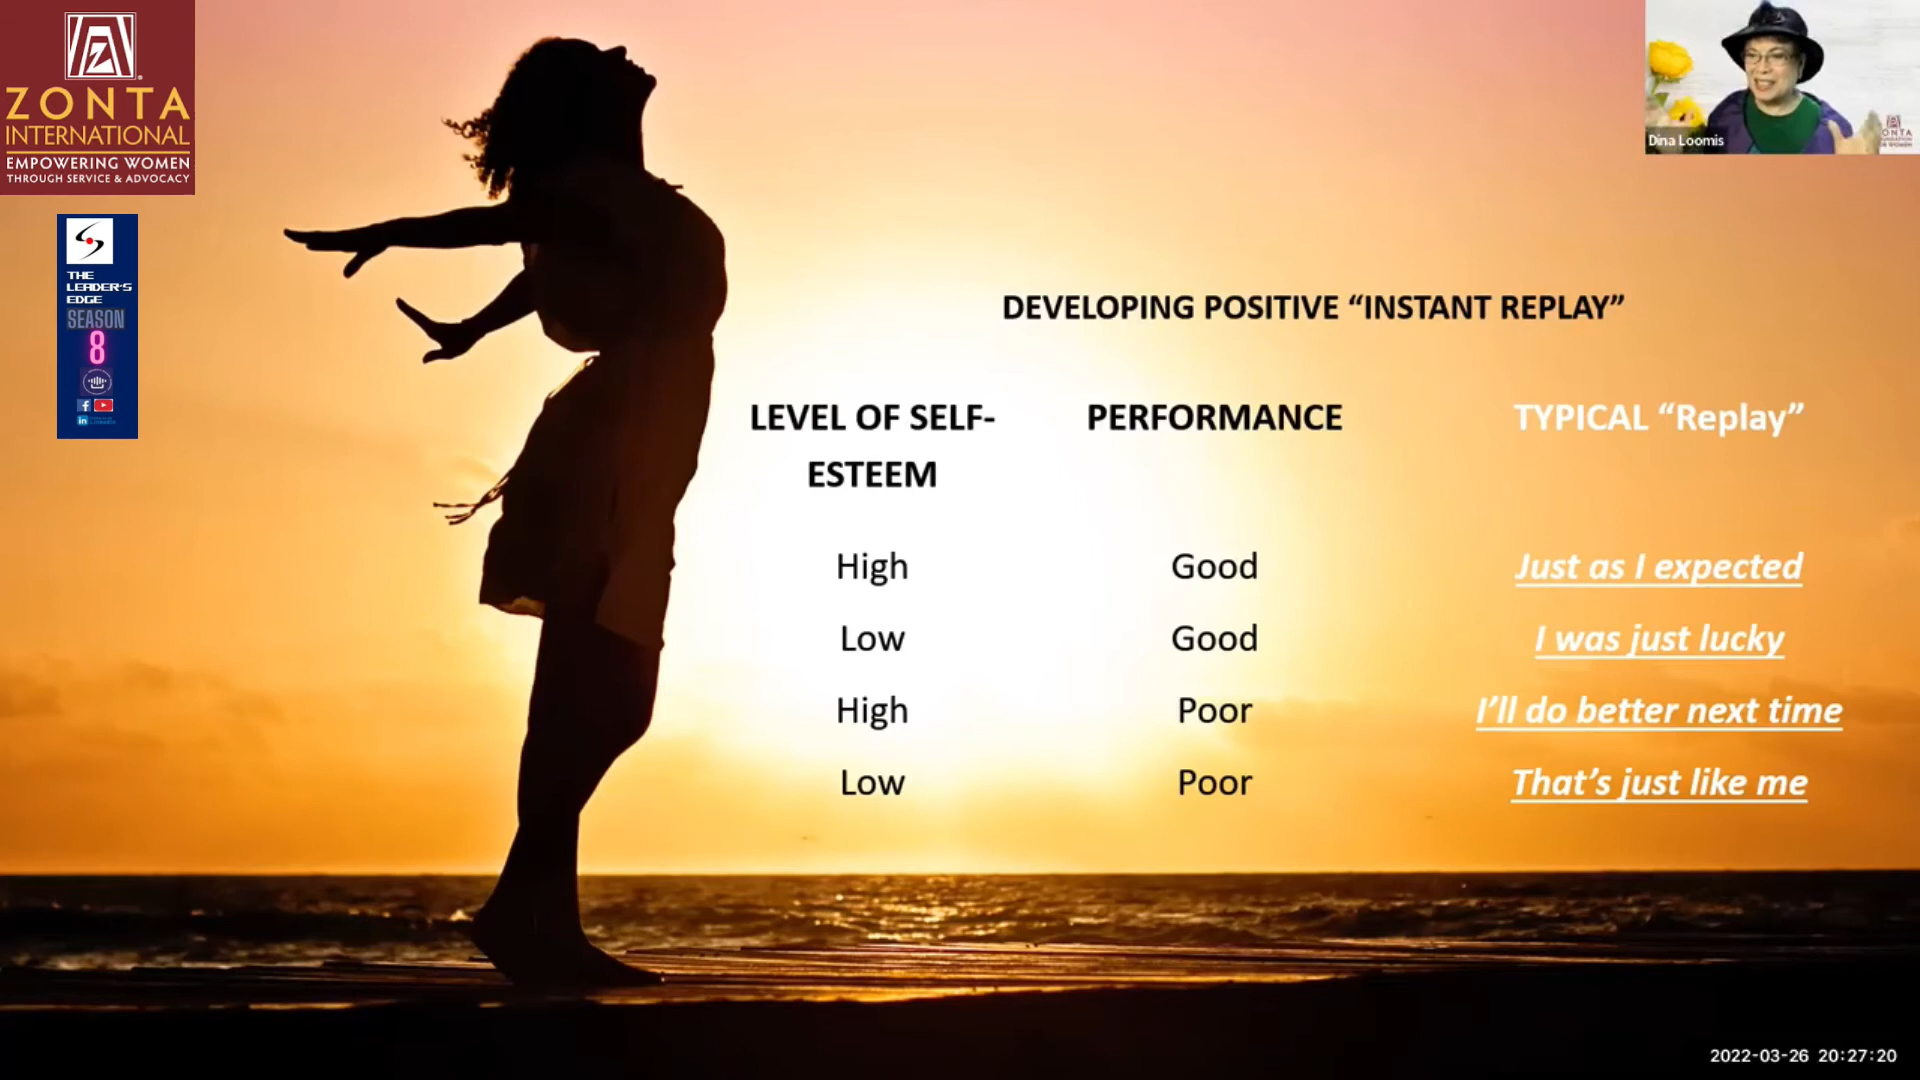 ZONTA
INTERNATIONAL
EMPOWERING WOMEN
THROUGH SERVICE & ADVOCACY
THE
LEADER'S
EDGE
SEASON
8
Dina Loomis
DEVELOPING POSITIVE “INSTANT REPLAY”
LEVEL OF SELF-
ESTEEM
PERFORMANCE
TYPICAL “Replay”
High Good Just as I expected
Low Good I was just lucky
High Poor I’ll do better next time
Low Poor That’s just like me
2022-03-26 20:27:20